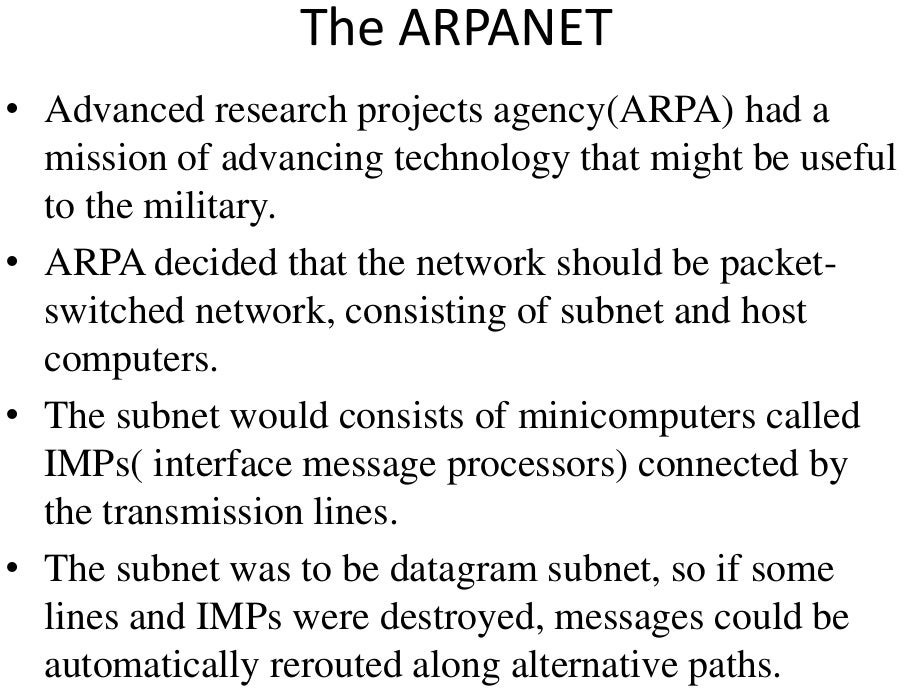 The ARPANET
• Advanced research projects agency(ARPA) had a
mission of advancing technology that might be useful
to the military.
• ARPA decided that the network should be packet-
switched network, consisting of subnet and host
computers.
• The subnet would consists of minicomputers called
IMPs( interface message processors) connected by
the transmission lines.
• The subnet was to be datagram subnet, so if some
lines and IMPs were destroyed, messages could be
automatically rerouted along alternative paths.